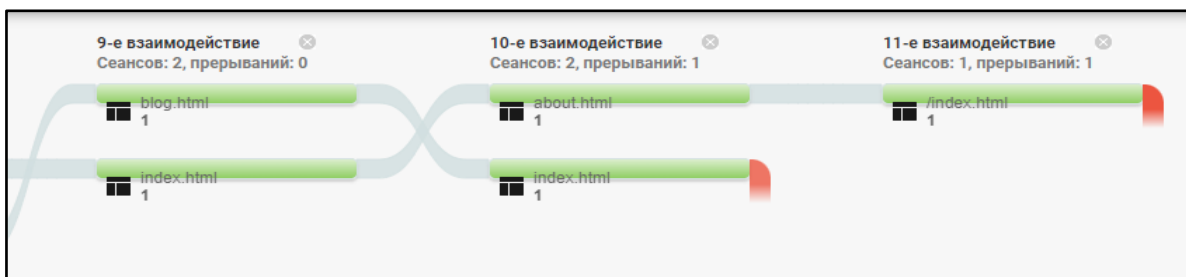 9-е взаимодействие
Сеансов: 2, прерываний: 0
blog.html
1
index.html
1
10-е взаимодействие
Сеансов: 2, прерываний: 1
about.html
1
index.html
1
11-е взаимодействие
Сеансов: 1, прерываний: 1
/index.html
1